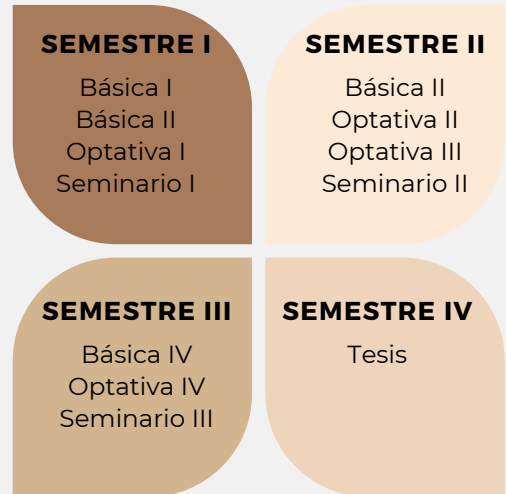 SEMESTRE I
Básica I
Básica II
Optativa I
Seminario I
SEMESTRE II
Básica II
Optativa II
Optativa III
Seminario II
SEMESTRE III
Básica IV
Optativa IV
Seminario III
SEMESTRE IV
Tesis